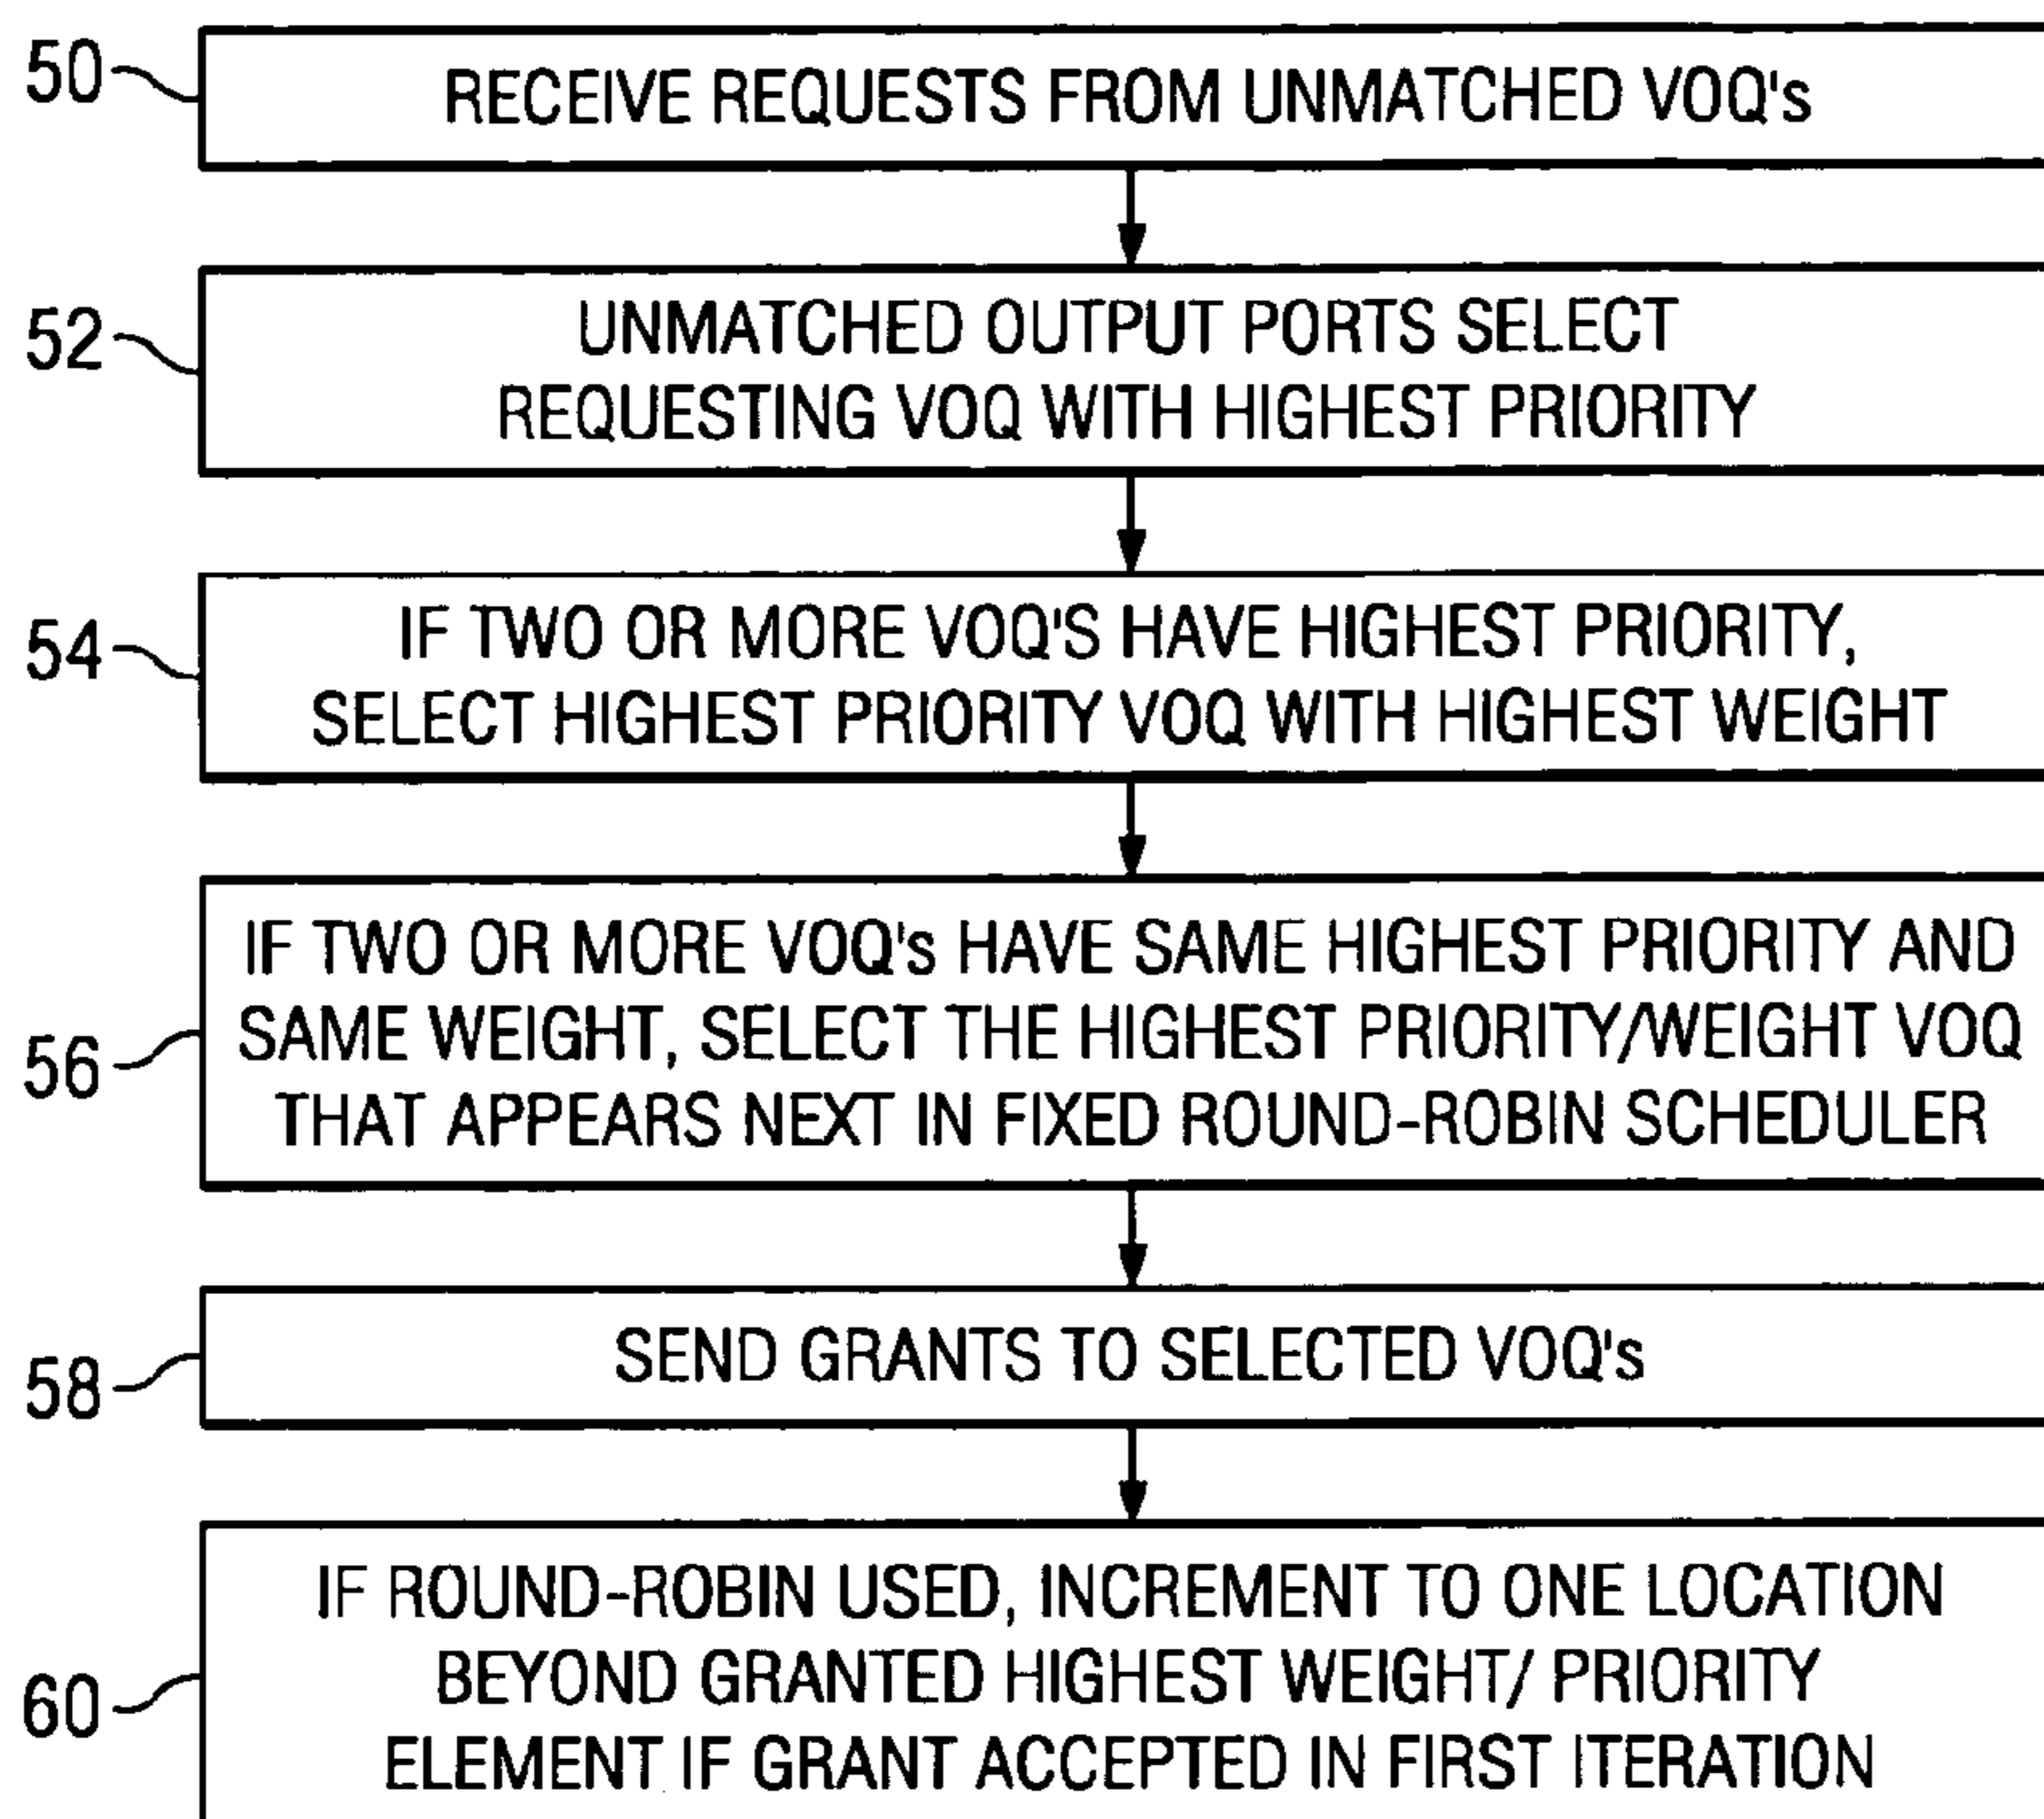 50
RECEIVE REQUESTS FROM UNMATCHED VOQ's
52
UNMATCHED OUTPUT PORTS SELECT
REQUESTING VOQ WITH HIGHEST PRIORITY
54
IF TWO OR MORE VOQ'S HAVE HIGHEST PRIORITY,
SELECT HIGHEST PRIORITY VOQ WITH HIGHEST WEIGHT
56
IF TWO OR MORE VOQ's HAVE SAME HIGHEST PRIORITY AND
SAME WEIGHT, SELECT THE HIGHEST PRIORITY/WEIGHT VOQ
THAT APPEARS NEXT IN FIXED ROUND-ROBIN SCHEDULER
58
SEND GRANTS TO SELECTED VOQ's
60
IF ROUND-ROBIN USED, INCREMENT TO ONE LOCATION
BEYOND GRANTED HIGHEST WEIGHT/ PRIORITY
ELEMENT IF GRANT ACCEPTED IN FIRST ITERATION